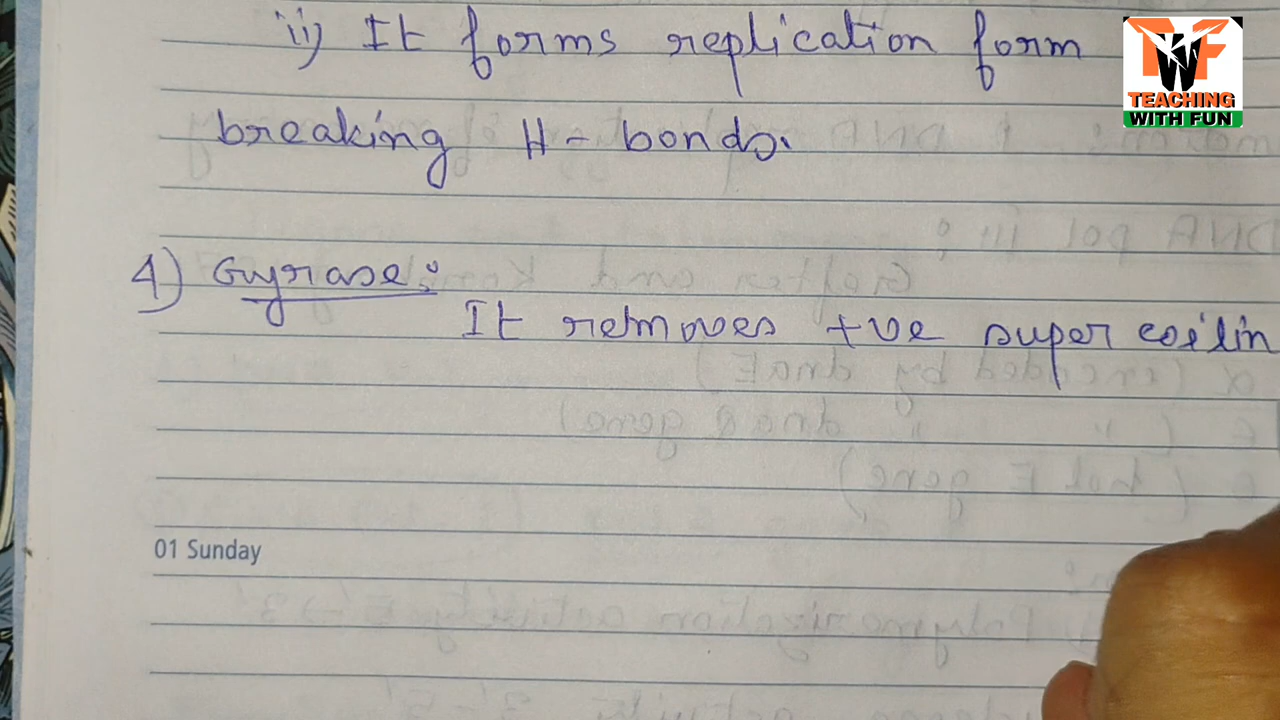 ii) It forms replication form
breaking H - bonds.
4) Gyrase:
It removes +ve super coilin
01 Sunday
TWF
TEACHING
WITH FUN